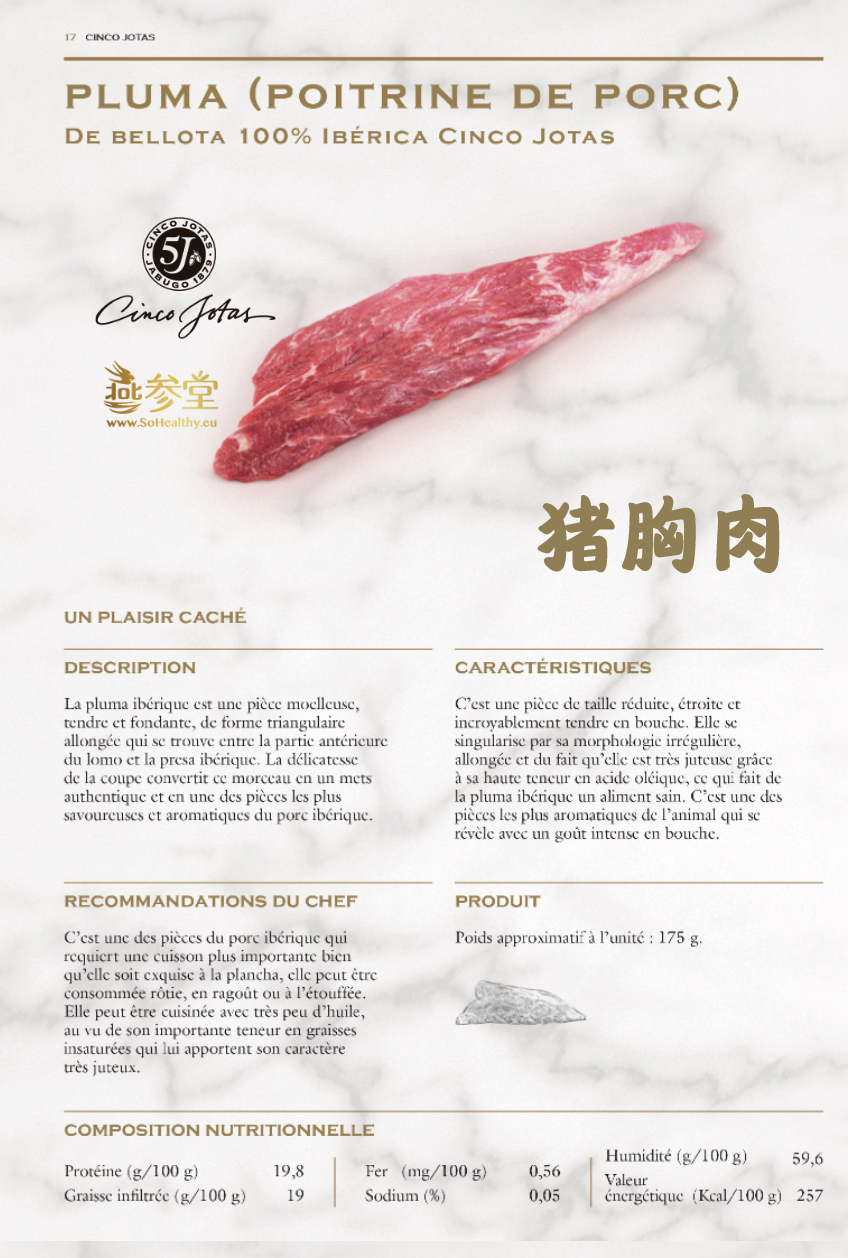 17 CINCO JOTAS
PLUMA (POITRINE DE PORC)
DE BELLOTA 100% IBÉRICA CINCO JOTAS
CINCO JOTAS
5J
JABUGO 1879
Cinco Jotas
燕参堂
www.SoHealthy.eu
猪胸肉
UN PLAISIR CACHÉ
DESCRIPTION
La pluma ibérique est une pièce moelleuse,
tendre et fondante, de forme triangulaire
allongée qui se trouve entre la partie antérieure
du lomo et la presa ibérique. La délicatesse
de la coupe convertit ce morceau en un mets
authentique et en une des pièces les plus
savoureuses et aromatiques du porc ibérique.
CARACTÉRISTIQUES
C'est une pièce de taille réduite, étroite et
incroyablement tendre en bouche. Elle se
singularise par sa morphologie irrégulière,
allongée et du fait qu'elle est très juteuse grâce
à sa haute teneur en acide oléique, ce qui fait de
la pluma ibérique un aliment sain. C'est une des
pièces les plus aromatiques de l'animal qui se
révèle avec un goût intense en bouche.
RECOMMANDATIONS DU CHEF
C'est une des pièces du porc ibérique qui
requiert une cuisson plus importante bien
qu'elle soit exquise à la plancha, elle peut être
consommée rôtie, en ragoût ou à l'étouffée.
Elle peut être cuisinée avec très peu d'huile,
au vu de son importante teneur en graisses
insaturées qui lui apportent son caractère
très juteux.
PRODUIT
Poids approximatif à l'unité : 175 g.
COMPOSITION NUTRITIONNELLE
Protéine (g/100 g) 19,8
Graisse infiltrée (g/100 g) 19
Fer (mg/100 g) 0,56
Sodium (%) 0,05
Humidité (g/100 g) 59,6
Valeur
énergétique (Kcal/100 g) 257